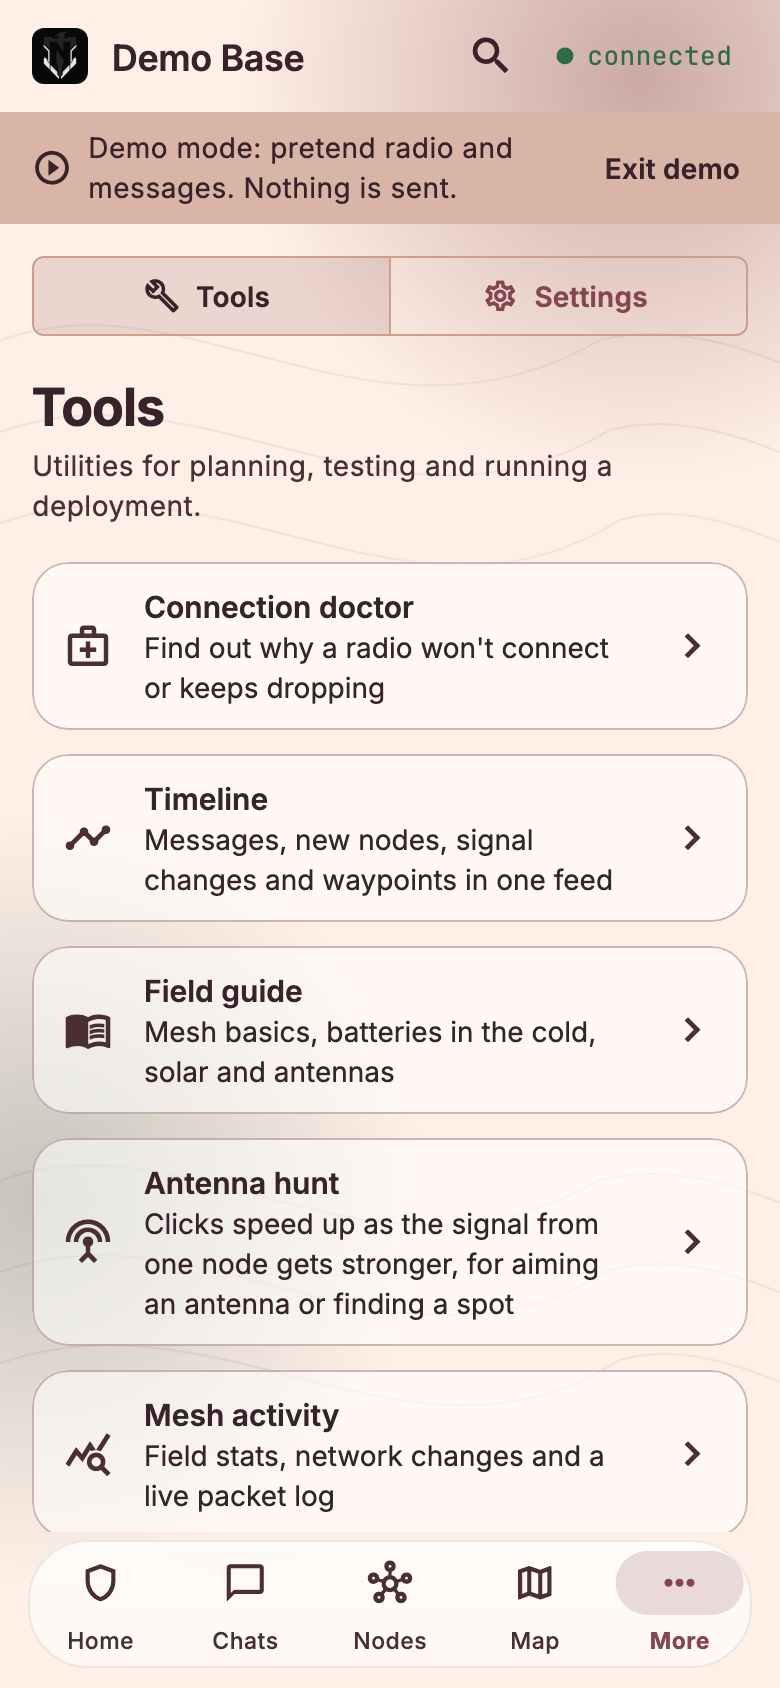 Demo Base
connected
Demo mode: pretend radio and
messages. Nothing is sent.
Exit demo
Tools
Settings
Tools
Utilities for planning, testing and running a
deployment.
Connection doctor
Find out why a radio won't connect
or keeps dropping
Timeline
Messages, new nodes, signal
changes and waypoints in one feed
Field guide
Mesh basics, batteries in the cold,
solar and antennas
Antenna hunt
Clicks speed up as the signal from
one node gets stronger, for aiming
an antenna or finding a spot
Mesh activity
Field stats, network changes and a
live packet log
Home
Chats
Nodes
Map
More